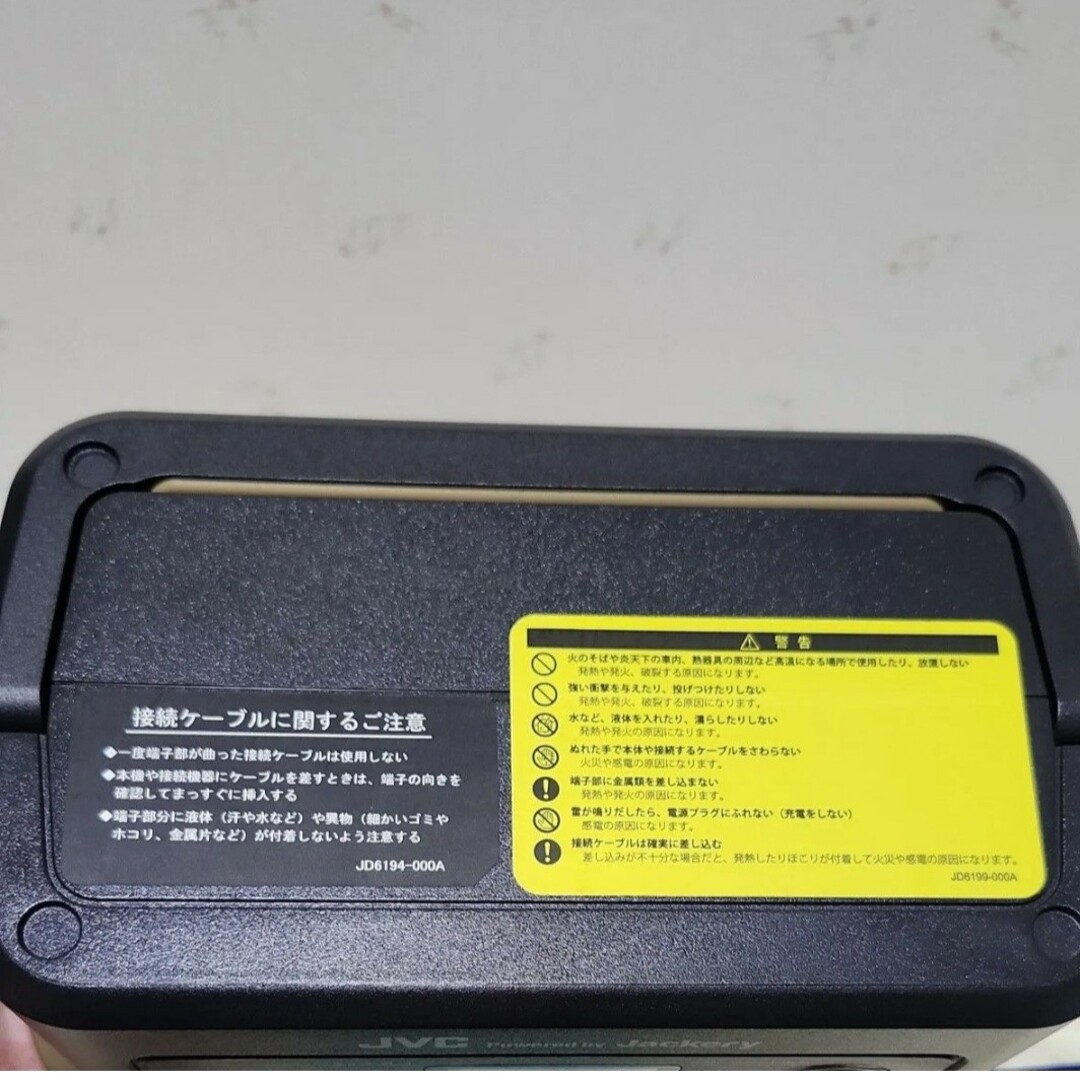 接続ケーブルに関するご注意
◆一度端子部が曲った接続ケーブルは使用しない
◆本機や接続機器にケーブルを差すときは、端子の向きを
確認してまっすぐに挿入する
◆端子部分に液体（汗や水など）や異物（細かいゴミや
ホコリ、金属片など）が付着しないよう注意する
JD6194-000A
警告
火のそばや炎天下の車内、熱器具の周辺など高温になる場所で使用したり、放置しない
発熱や発火、破裂する原因になります。
強い衝撃を与えたり、投げつけたりしない
発熱や発火、破裂する原因になります。
水など、液体を入れたり、濡らしたりしない
発熱や発火の原因になります。
ぬれた手で本体や接続するケーブルをさわらない
火災や感電の原因になります。
端子部に金属類を差し込まない
発熱や発火の原因になります。
雷が鳴りだしたら、電源プラグにふれない（充電をしない）
感電の原因になります。
接続ケーブルは確実に差し込む
差し込みが不十分な場合だと、発熱したりほこりが付着して火災や感電の原因になります。
JD6199-000A
JVC Powered by Jackery